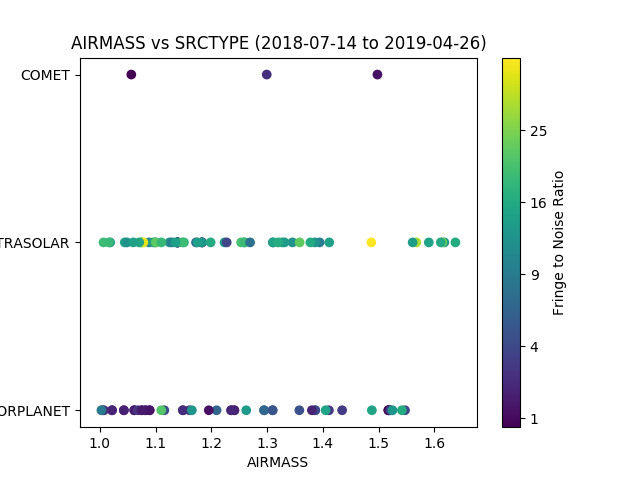 AIRMASS vs SRCTYPE (2018-07-14 to 2019-04-26)
COMET
TRASOLAR
ORPLANET
1.0 1.1 1.2 1.3 1.4 1.5 1.6
AIRMASS
25
16
9
4
1
Fringe to Noise Ratio